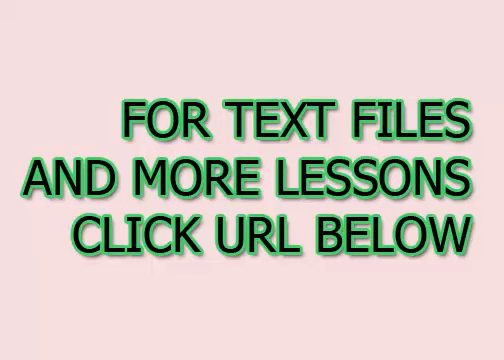 FOR TEXT FILES
AND MORE LESSONS
CLICK URL BELOW